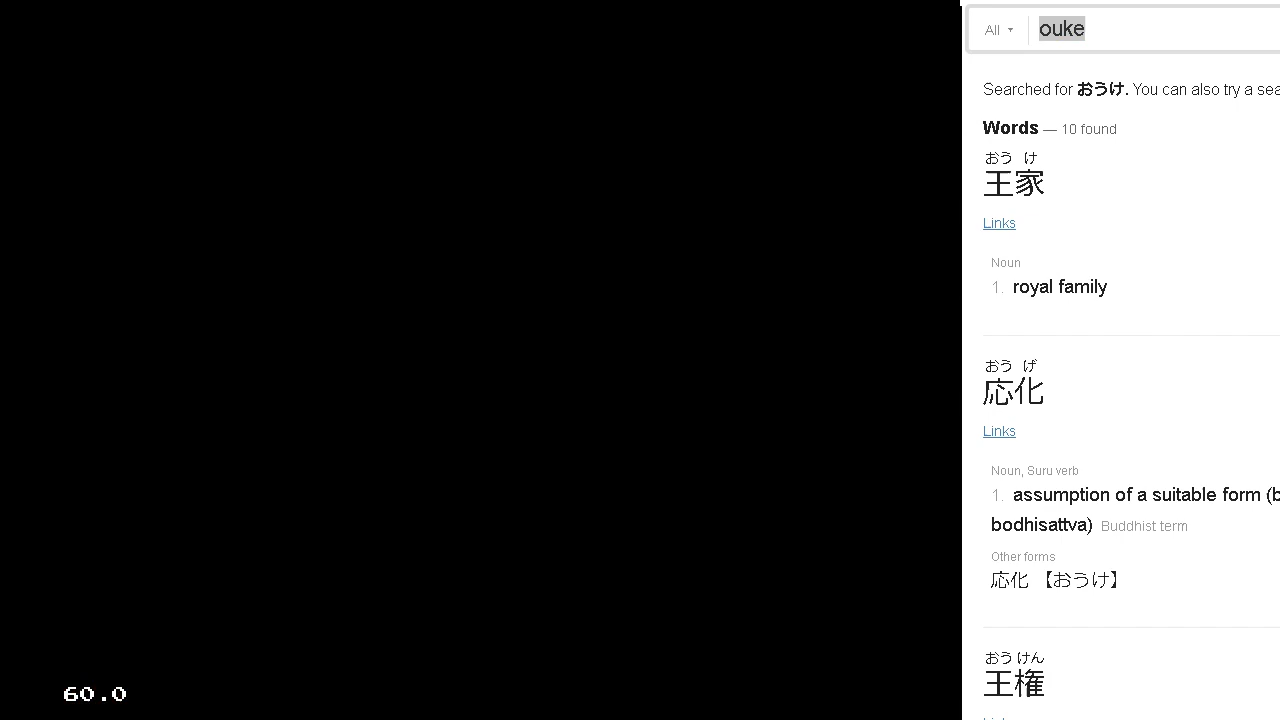 All ▾ ouke
Searched for おうけ. You can also try a sea
Words — 10 found
おう け
王家
Links
Noun
1. royal family
おう げ
応化
Links
Noun, Suru verb
1. assumption of a suitable form (b
bodhisattva) Buddhist term
Other forms
応化 【おうけ】
おう けん
王権
60.0